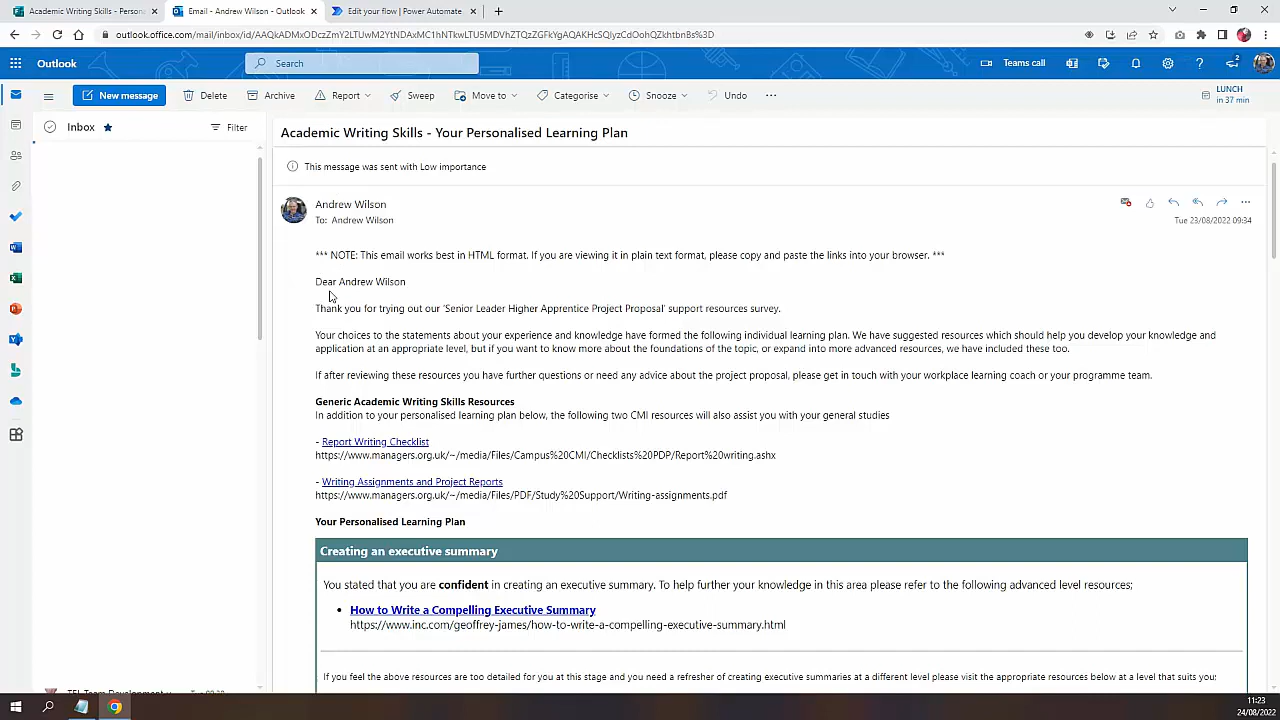 Academic Writing Skills - Persona
Email - Andrew Wilson - Outlook
Edit your flow | Power Automate
outlook.office.com/mail/inbox/id/AAQkADMxODczZmY2LTUwM2YtNDAxMC1hNTkwLTU5MDVhZTQzZGFkYgAQAKHcSQlyzCdOohQZkhtbnBs%3D
Outlook
Search
Teams call
New message
Delete
Archive
Report
Sweep
Move to
Categorise
Snooze
Undo
LUNCH
in 37 min
Inbox
Filter
Academic Writing Skills - Your Personalised Learning Plan
This message was sent with Low importance
Andrew Wilson
To: Andrew Wilson
Tue 23/08/2022 09:34
*** NOTE: This email works best in HTML format. If you are viewing it in plain text format, please copy and paste the links into your browser. ***
Dear Andrew Wilson
Thank you for trying out our 'Senior Leader Higher Apprentice Project Proposal' support resources survey.
Your choices to the statements about your experience and knowledge have formed the following individual learning plan. We have suggested resources which should help you develop your knowledge and
application at an appropriate level, but if you want to know more about the foundations of the topic, or expand into more advanced resources, we have included these too.
If after reviewing these resources you have further questions or need any advice about the project proposal, please get in touch with your workplace learning coach or your programme team.
Generic Academic Writing Skills Resources
In addition to your personalised learning plan below, the following two CMI resources will also assist you with your general studies
- Report Writing Checklist
https://www.managers.org.uk/~/media/Files/Campus%20CMI/Checklists%20PDP/Report%20writing.ashx
- Writing Assignments and Project Reports
https://www.managers.org.uk/~/media/Files/PDF/Study%20Support/Writing-assignments.pdf
Your Personalised Learning Plan
Creating an executive summary
You stated that you are confident in creating an executive summary. To help further your knowledge in this area please refer to the following advanced level resources;
• How to Write a Compelling Executive Summary
https://www.inc.com/geoffrey-james/how-to-write-a-compelling-executive-summary.html
If you feel the above resources are too detailed for you at this stage and you need a refresher of creating executive summaries at a different level please visit the appropriate resources below at a level that suits you:
TEL Team Development
11:23
24/08/2022